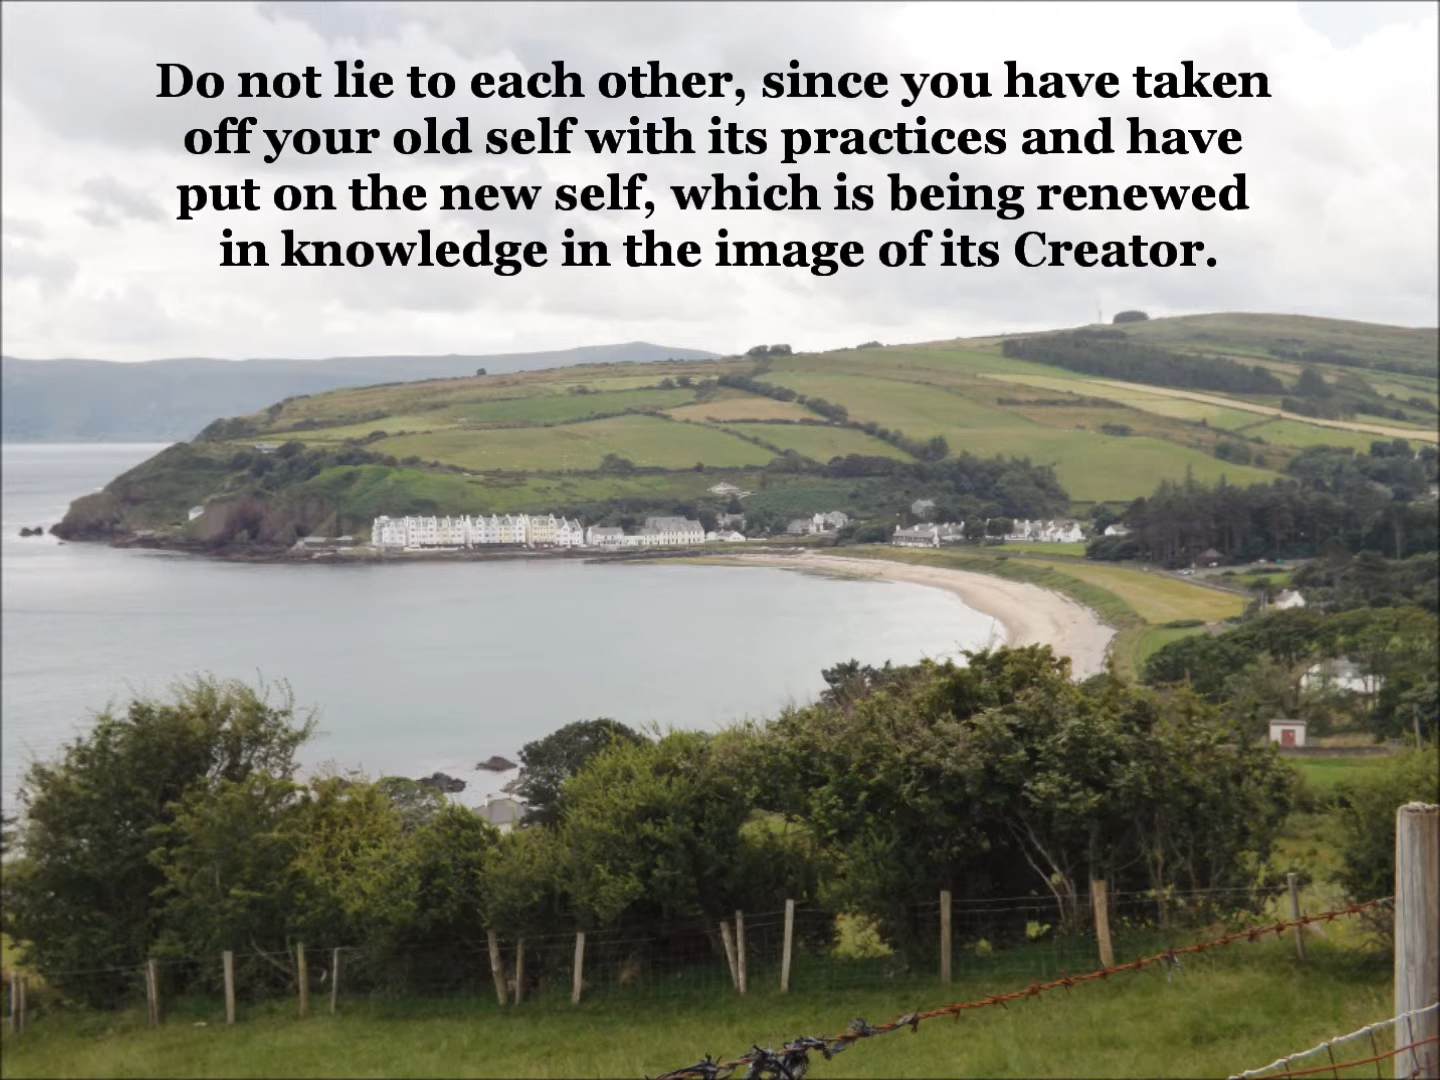 Do not lie to each other, since you have taken
off your old self with its practices and have
put on the new self, which is being renewed
in knowledge in the image of its Creator.